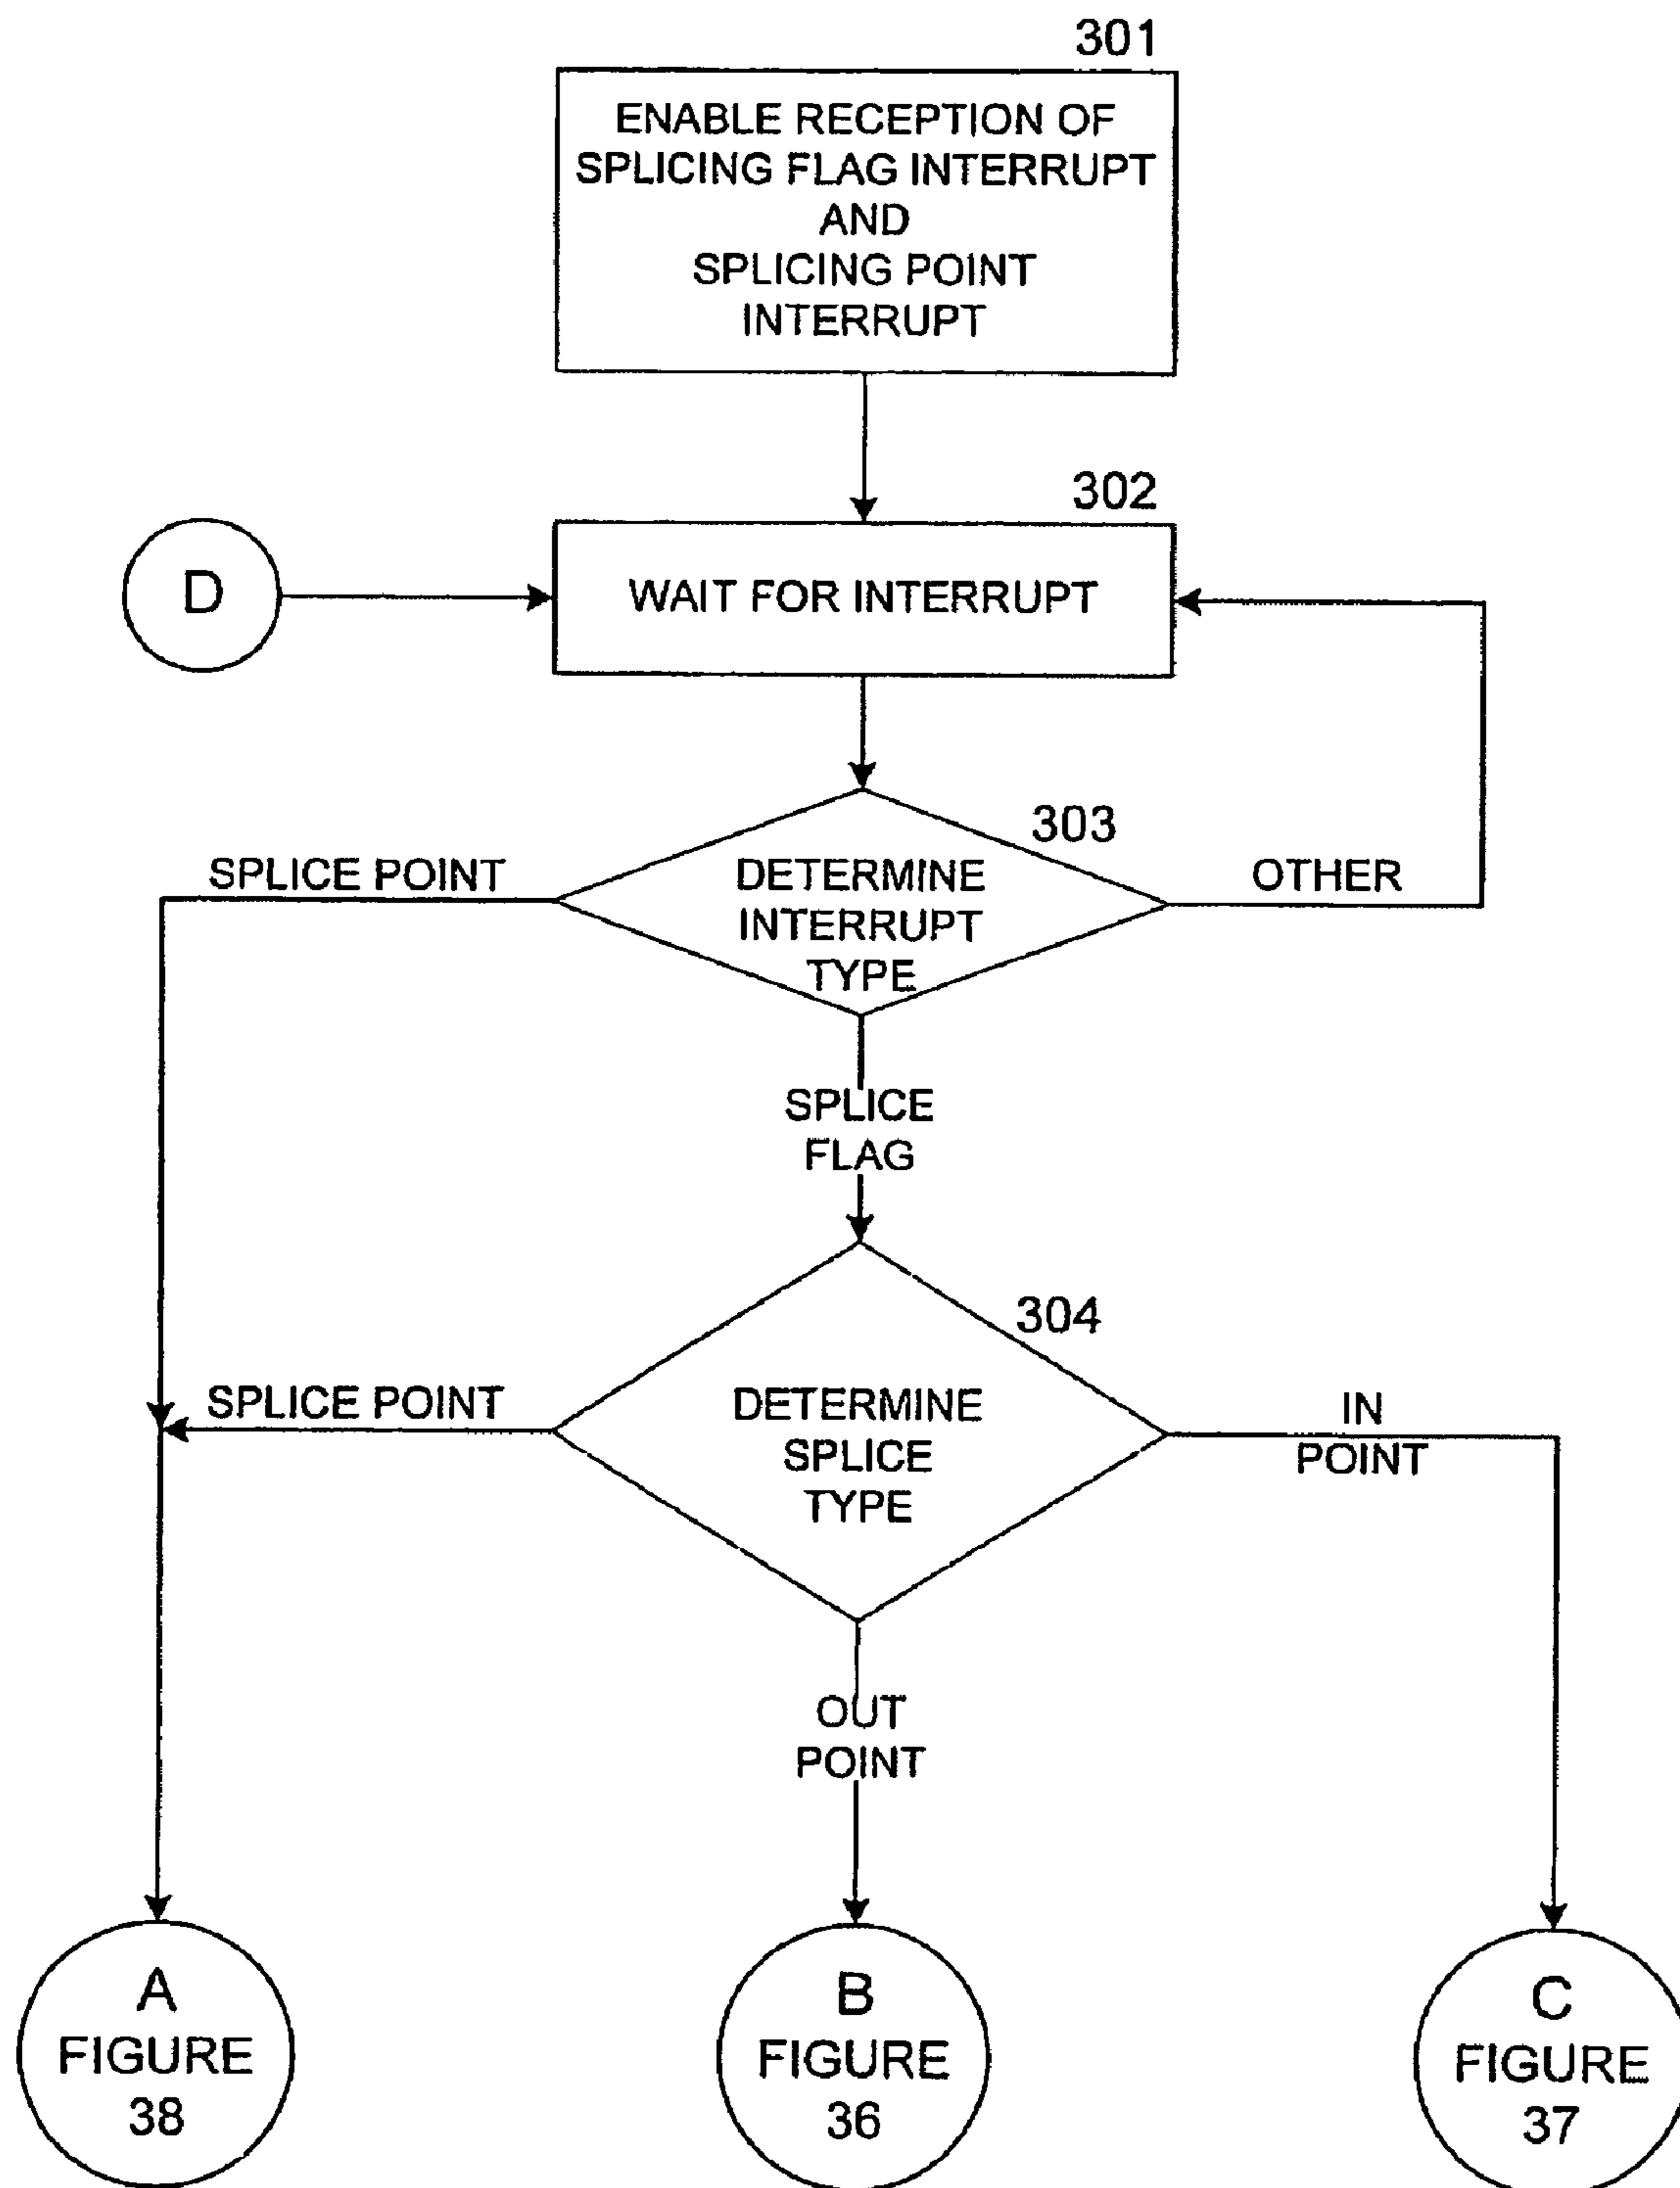 301
ENABLE RECEPTION OF
SPLICING FLAG INTERRUPT
AND
SPLICING POINT
INTERRUPT
302
D
WAIT FOR INTERRUPT
303
SPLICE POINT
DETERMINE
INTERRUPT
TYPE
OTHER
SPLICE
FLAG
304
SPLICE POINT
DETERMINE
SPLICE
TYPE
IN
POINT
OUT
POINT
A
FIGURE
38
B
FIGURE
36
C
FIGURE
37